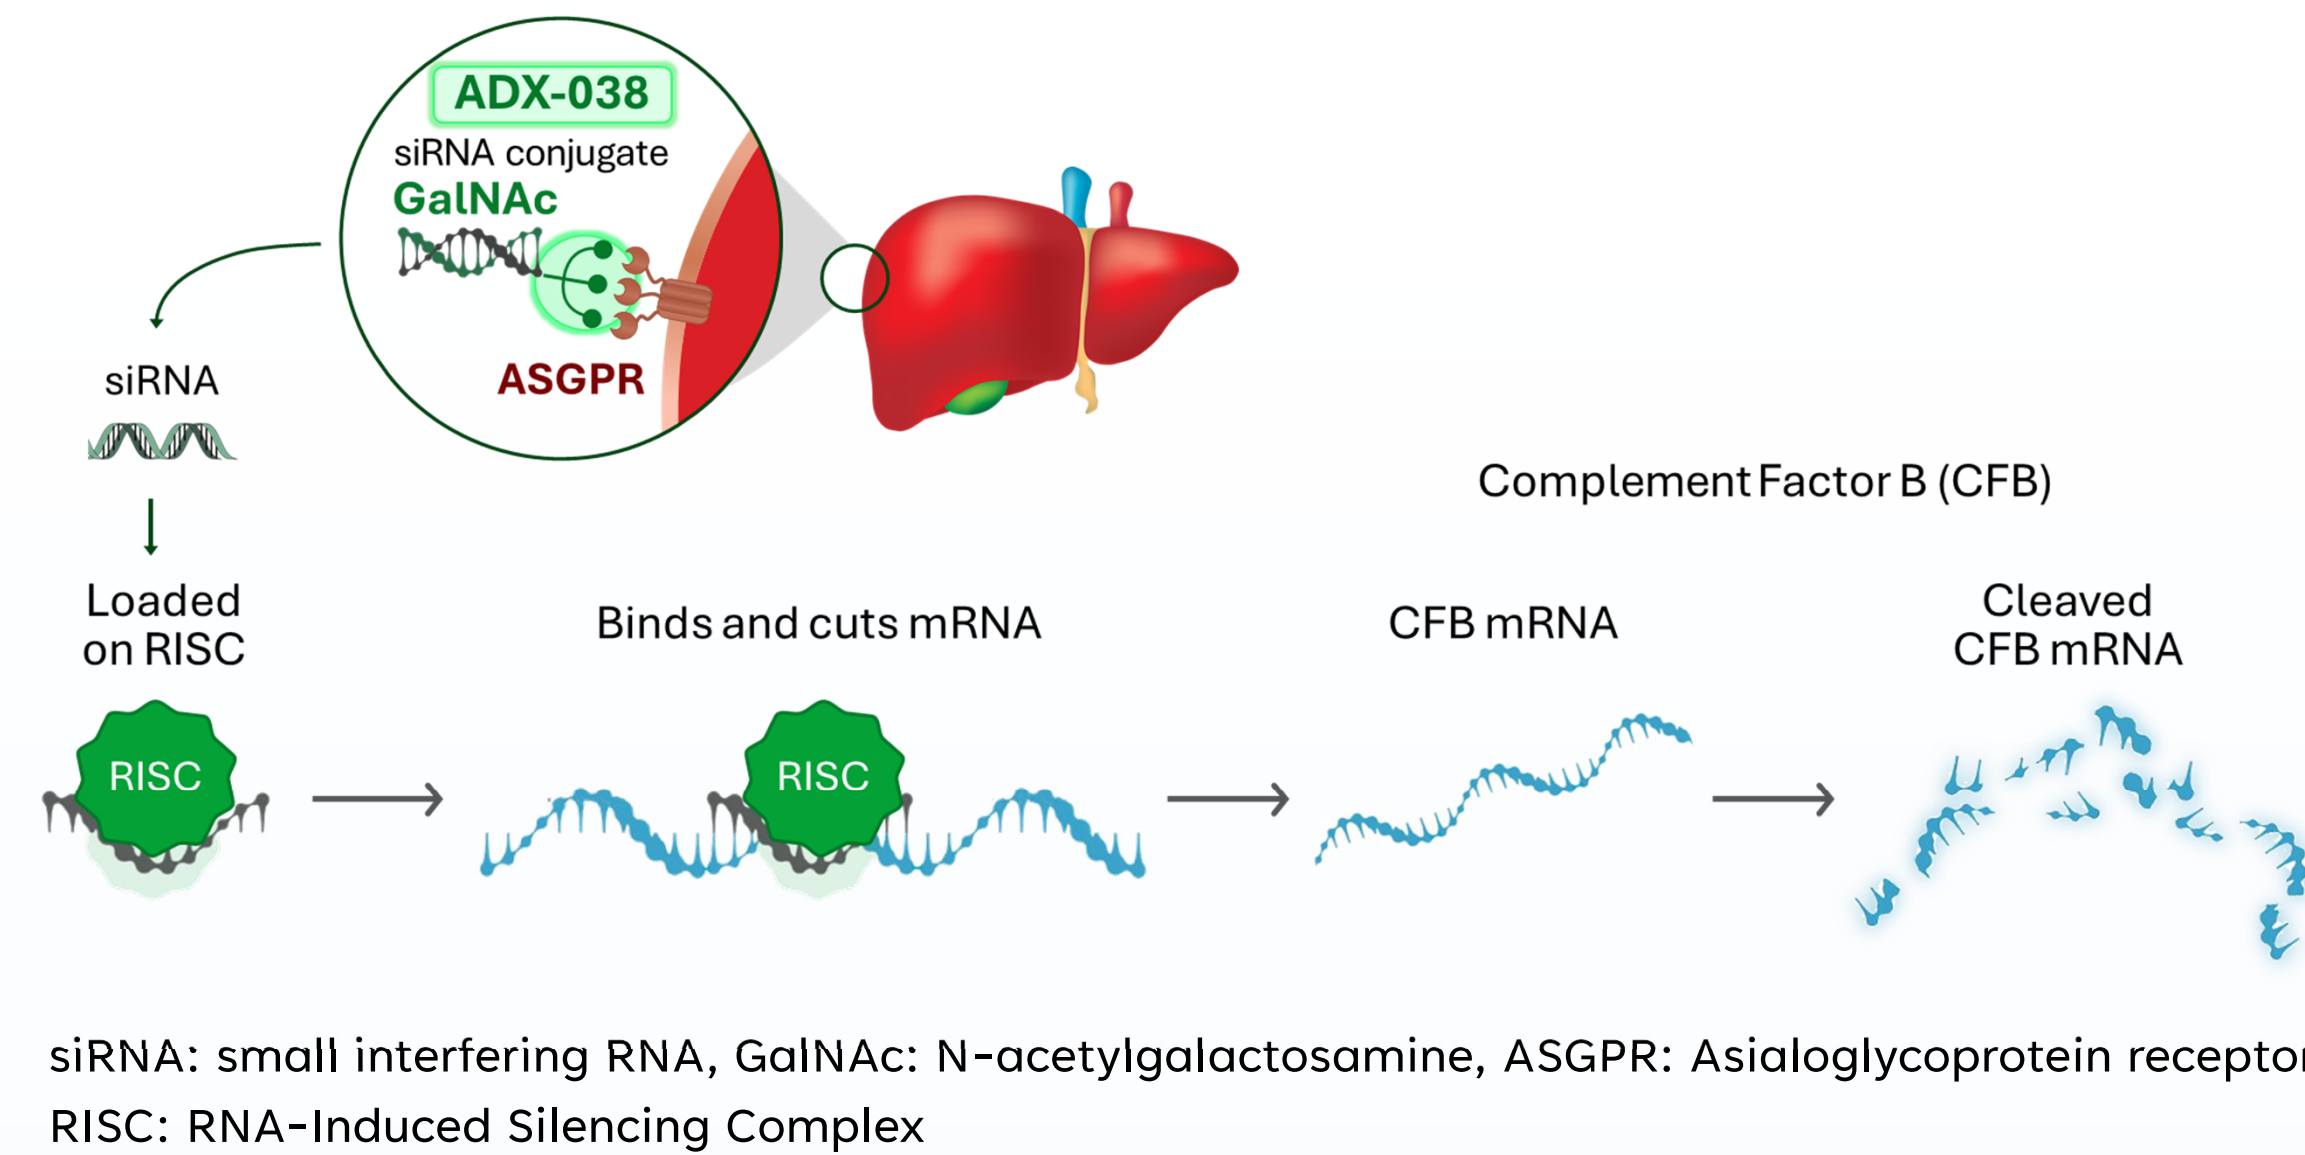 ADX-038
siRNA conjugate
GalNAc
ASGPR
siRNA
Complement Factor B (CFB)
Loaded
on RISC
Binds and cuts mRNA
CFB mRNA
Cleaved
CFB mRNA
RISC
RISC
siRNA: small interfering RNA, GalNAc: N-acetylgalactosamine, ASGPR: Asialoglycoprotein receptor
RISC: RNA-Induced Silencing Complex